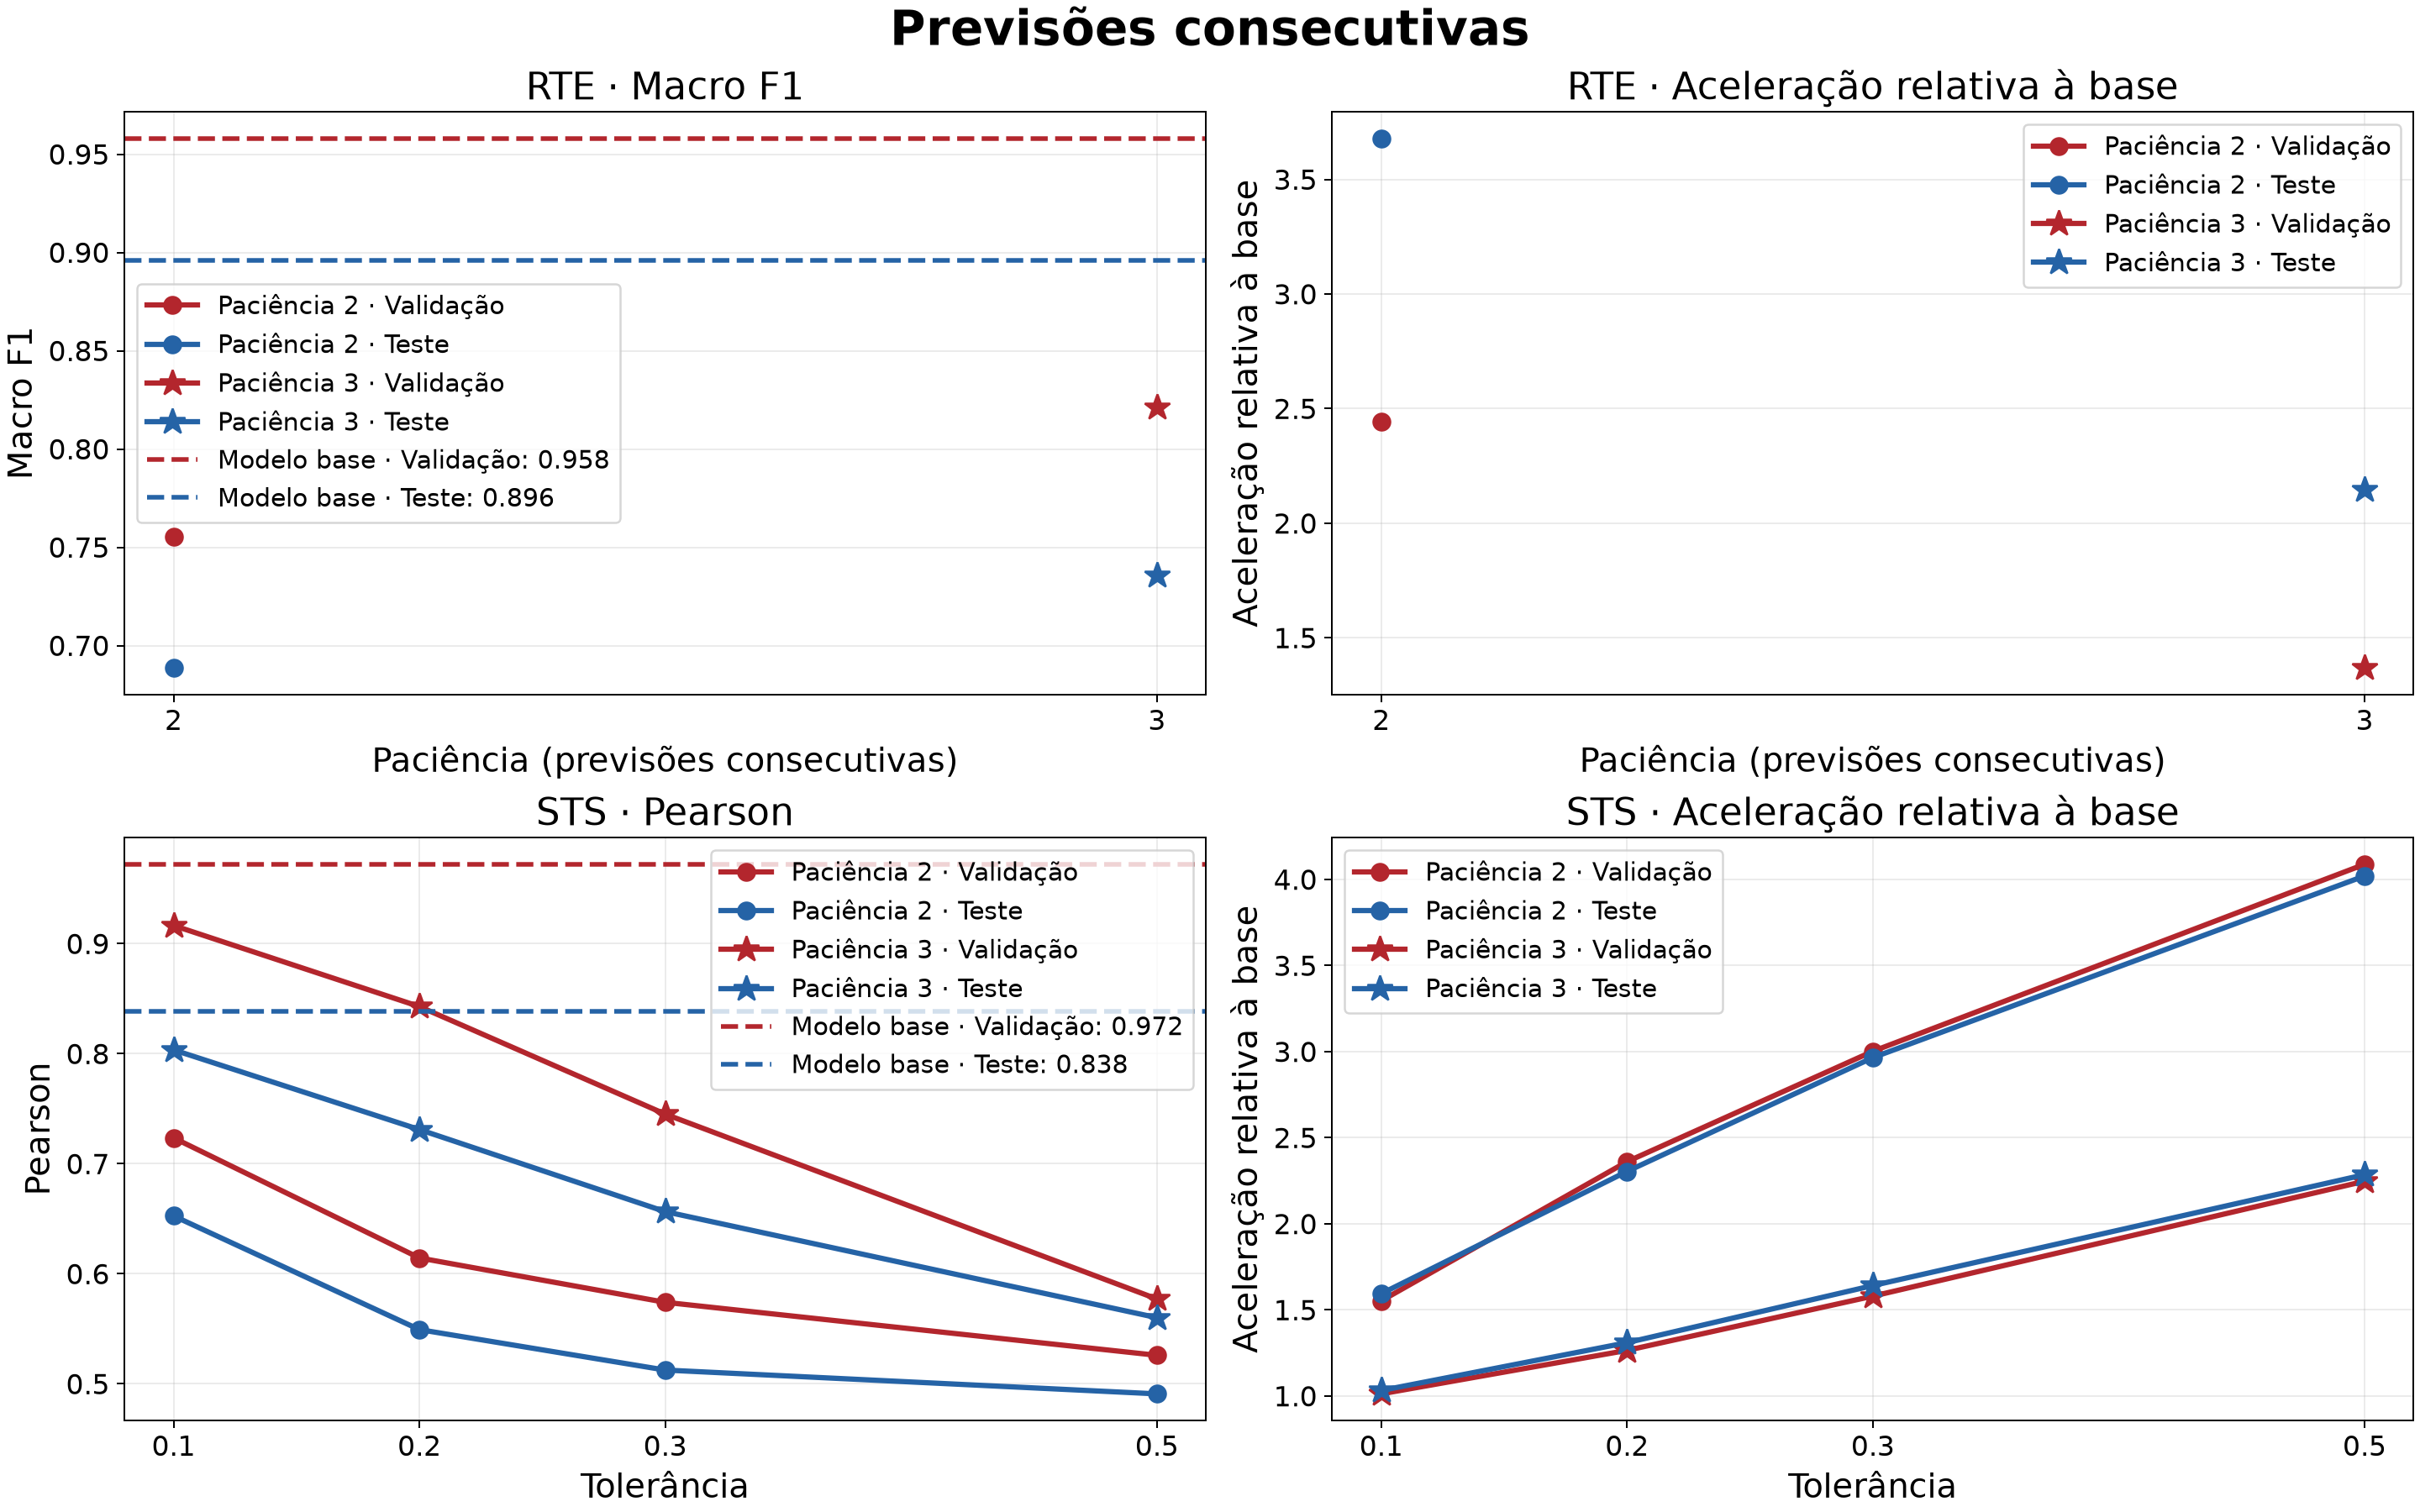 Previsões consecutivas
RTE · Macro F1
Macro F1
0.95
0.90
0.85
0.80
0.75
0.70
Paciência 2 · Validação
Paciência 2 · Teste
Paciência 3 · Validação
Paciência 3 · Teste
Modelo base · Validação: 0.958
Modelo base · Teste: 0.896
2
3
Paciência (previsões consecutivas)
RTE · Aceleração relativa à base
Aceleração relativa à base
3.5
3.0
2.5
2.0
1.5
Paciência 2 · Validação
Paciência 2 · Teste
Paciência 3 · Validação
Paciência 3 · Teste
2
3
Paciência (previsões consecutivas)
STS · Pearson
Pearson
0.9
0.8
0.7
0.6
0.5
Paciência 2 · Validação
Paciência 2 · Teste
Paciência 3 · Validação
Paciência 3 · Teste
Modelo base · Validação: 0.972
Modelo base · Teste: 0.838
0.1
0.2
0.3
0.5
Tolerância
STS · Aceleração relativa à base
Aceleração relativa à base
4.0
3.5
3.0
2.5
2.0
1.5
1.0
Paciência 2 · Validação
Paciência 2 · Teste
Paciência 3 · Validação
Paciência 3 · Teste
0.1
0.2
0.3
0.5
Tolerância